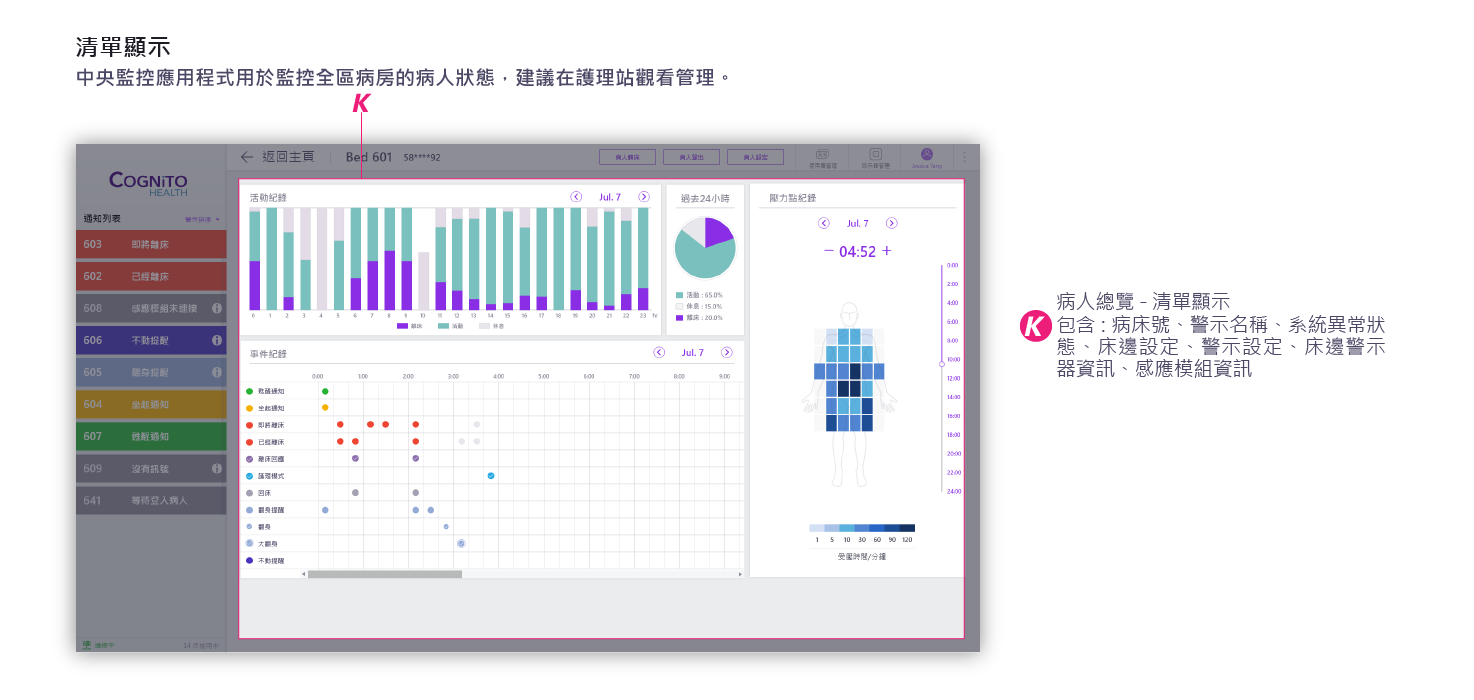 清單顯示
中央監控應用程式用於監控全區病房的病人狀態，建議在護理站觀看管理。
K
返回主頁
Bed 601
58****92
病人離床
病人登出
病人設定
Jessica Yang
COGNiTO
HEALTH
通知列表
603 即將離床
602 已經離床
608 感應模組未連接
606 不動提醒
605 翻身提醒
604 坐起通知
607 甦醒通知
609 沒有訊號
641 等待登入病人
連線中
14 床使用中
活動紀錄
Jul. 7
0 1 2 3 4 5 6 7 8 9 10 11 12 13 14 15 16 17 18 19 20 21 22 23 hr
離床 活動 休息
過去24小時
活動 : 65.0%
休息 : 15.0%
離床 : 20.0%
事件紀錄
Jul. 7
0:00 1:00 2:00 3:00 4:00 5:00 6:00 7:00 8:00 9:00
甦醒通知
坐起通知
即將離床
已經離床
離床回應
護理模式
回床
翻身提醒
翻身
大翻身
不動提醒
壓力點紀錄
Jul. 7
− 04:52 +
0:00
2:00
4:00
6:00
8:00
10:00
12:00
14:00
16:00
18:00
20:00
22:00
24:00
1 5 10 30 60 90 120
受壓時間/分鐘
K
病人總覽 - 清單顯示
包含 : 病床號、警示名稱、系統異常狀
態、床邊設定、警示設定、床邊警示
器資訊、感應模組資訊